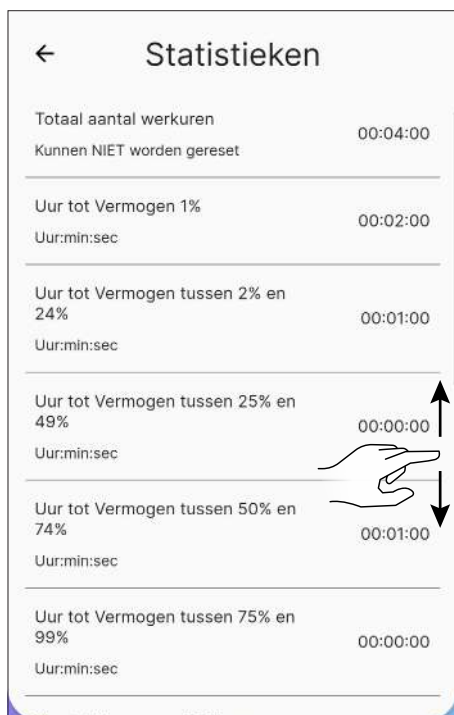 Statistieken
Totaal aantal werkuren
00:04:00
Kunnen NIET worden gereset
Uur tot Vermogen 1%
00:02:00
Uur:min:sec
Uur tot Vermogen tussen 2% en
24%
00:01:00
Uur:min:sec
Uur tot Vermogen tussen 25% en
49%
00:00:00
Uur:min:sec
Uur tot Vermogen tussen 50% en
74%
00:01:00
Uur:min:sec
Uur tot Vermogen tussen 75% en
99%
00:00:00
Uur:min:sec